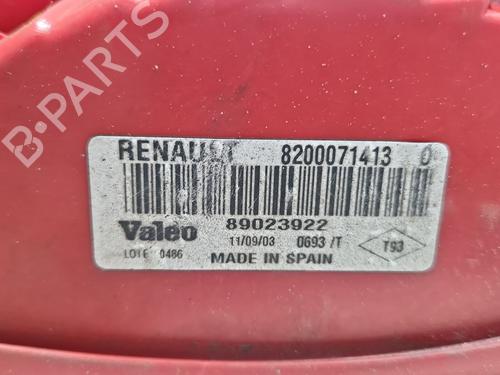 B-PARTS
RENAULT 8200071413 0
Valeo 89023922
11/09/03 0693 /T T93
LOTE 0486 MADE IN SPAIN